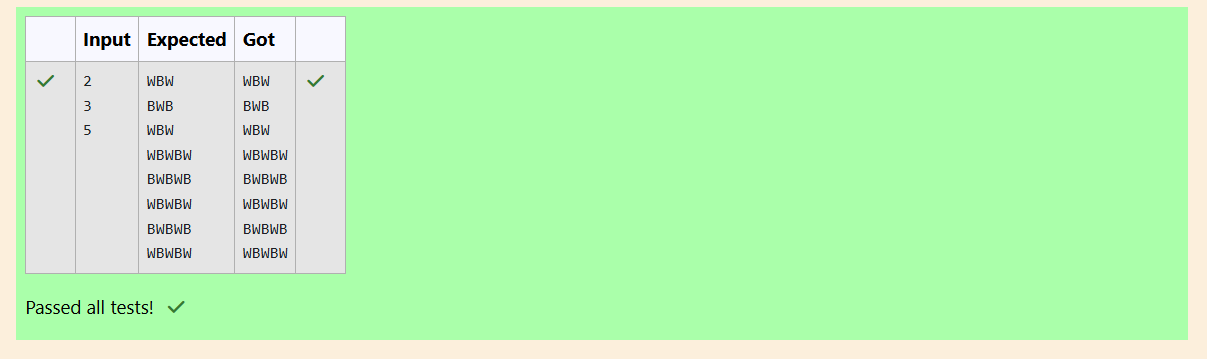 Input Expected Got
2 WBW WBW
3 BWB BWB
5 WBW WBW
WBWBW WBWBW
BWBWB BWBWB
WBWBW WBWBW
BWBWB BWBWB
WBWBW WBWBW
Passed all tests!